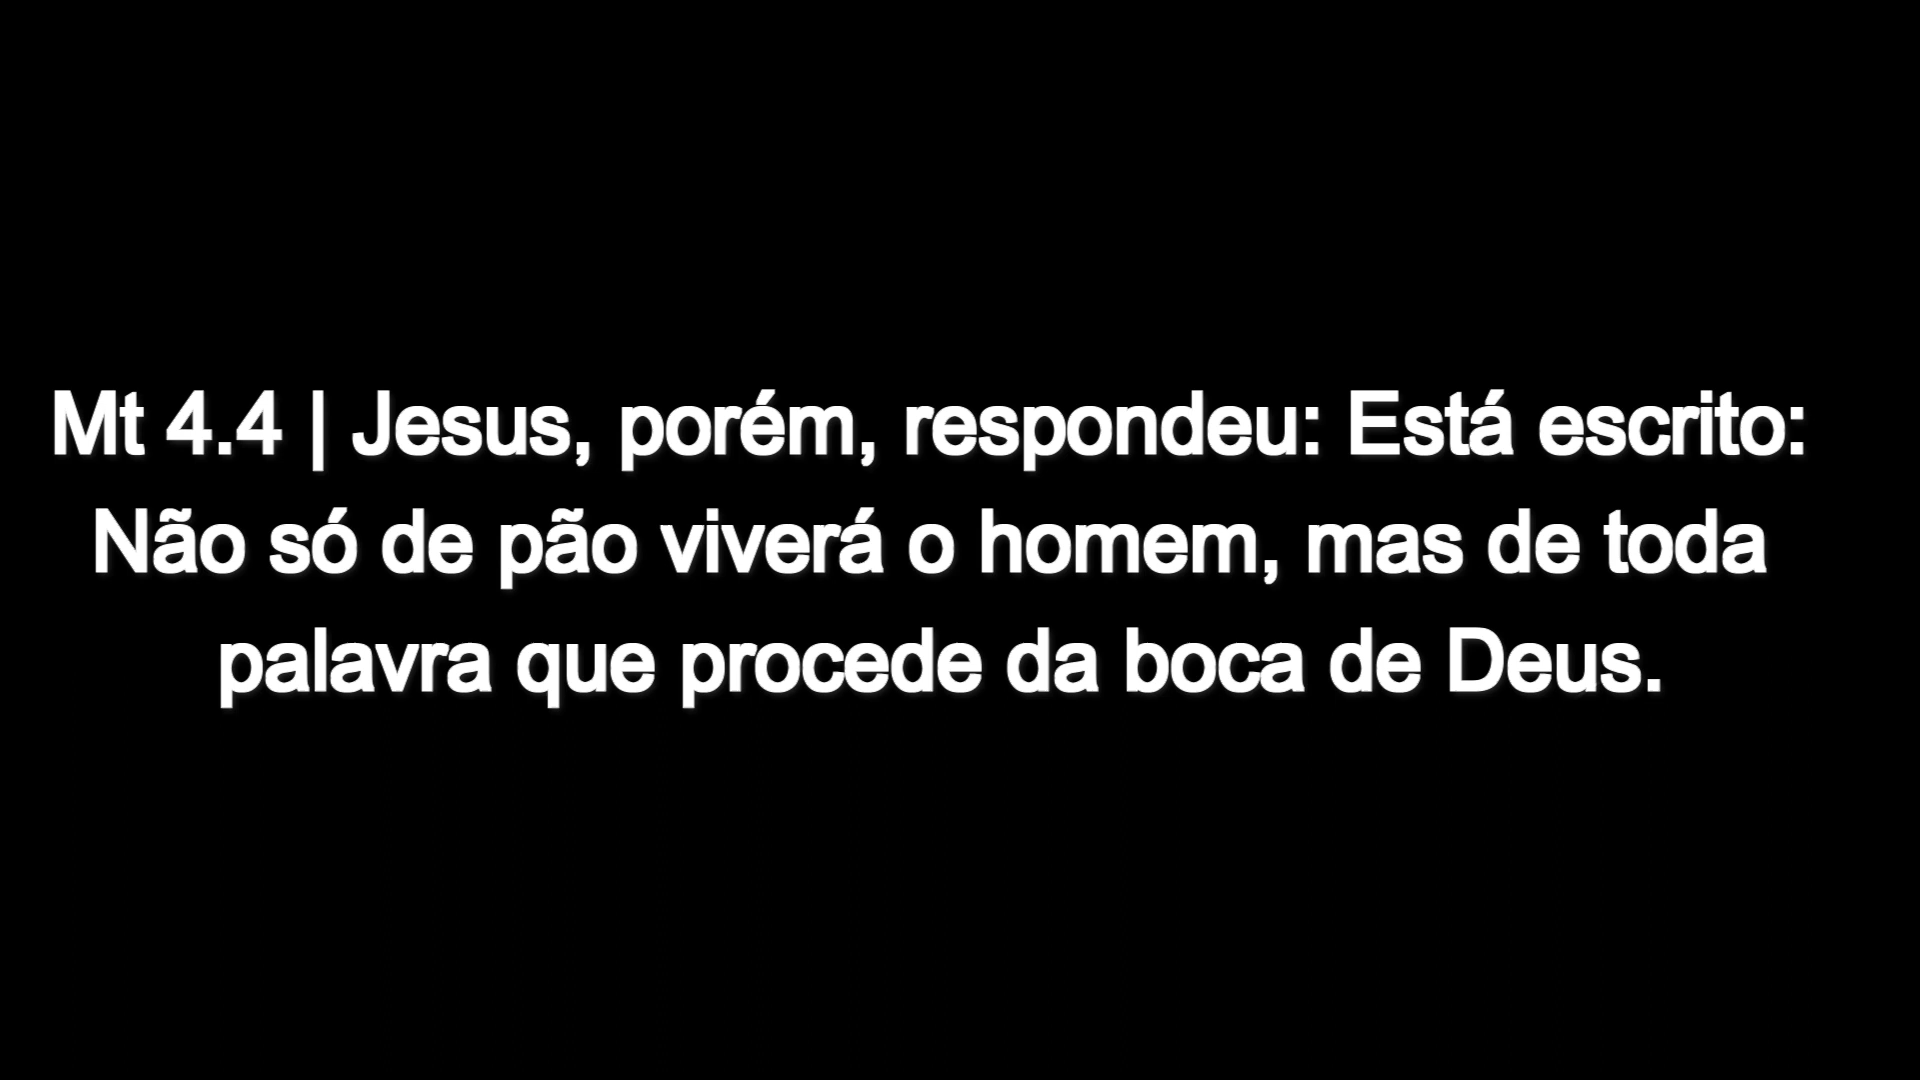 Mt 4.4 | Jesus, porém, respondeu: Está escrito:
Não só de pão viverá o homem, mas de toda
palavra que procede da boca de Deus.